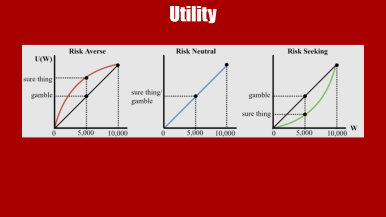 Utility
Risk Averse
Risk Neutral
Risk Seeking
U(W)
sure thing
gamble
0
5,000
10,000
sure thing/
gamble
0
5,000
10,000
gamble
sure thing
0
5,000
10,000
W